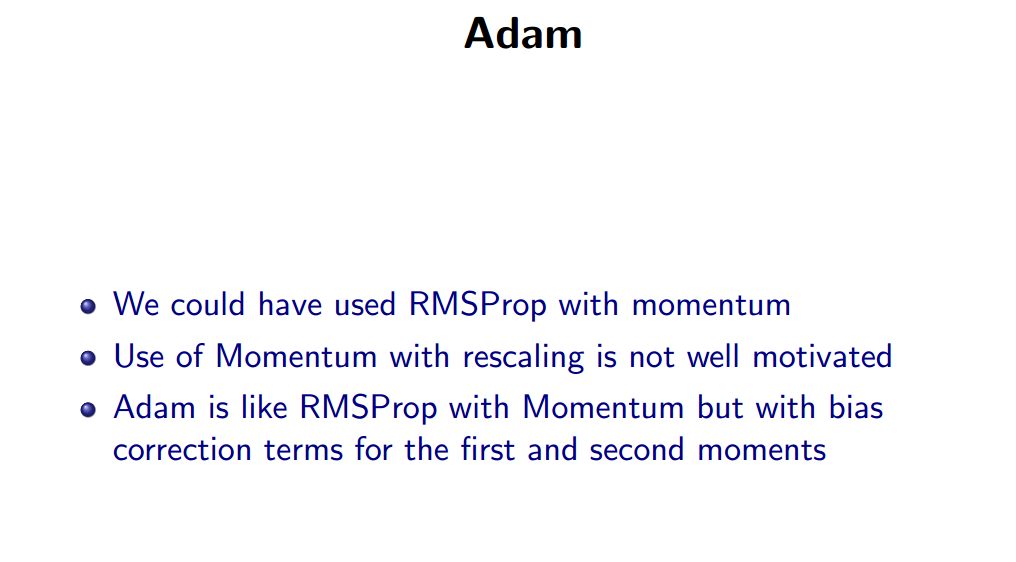 Adam
We could have used RMSProp with momentum
Use of Momentum with rescaling is not well motivated
Adam is like RMSProp with Momentum but with bias
correction terms for the first and second moments